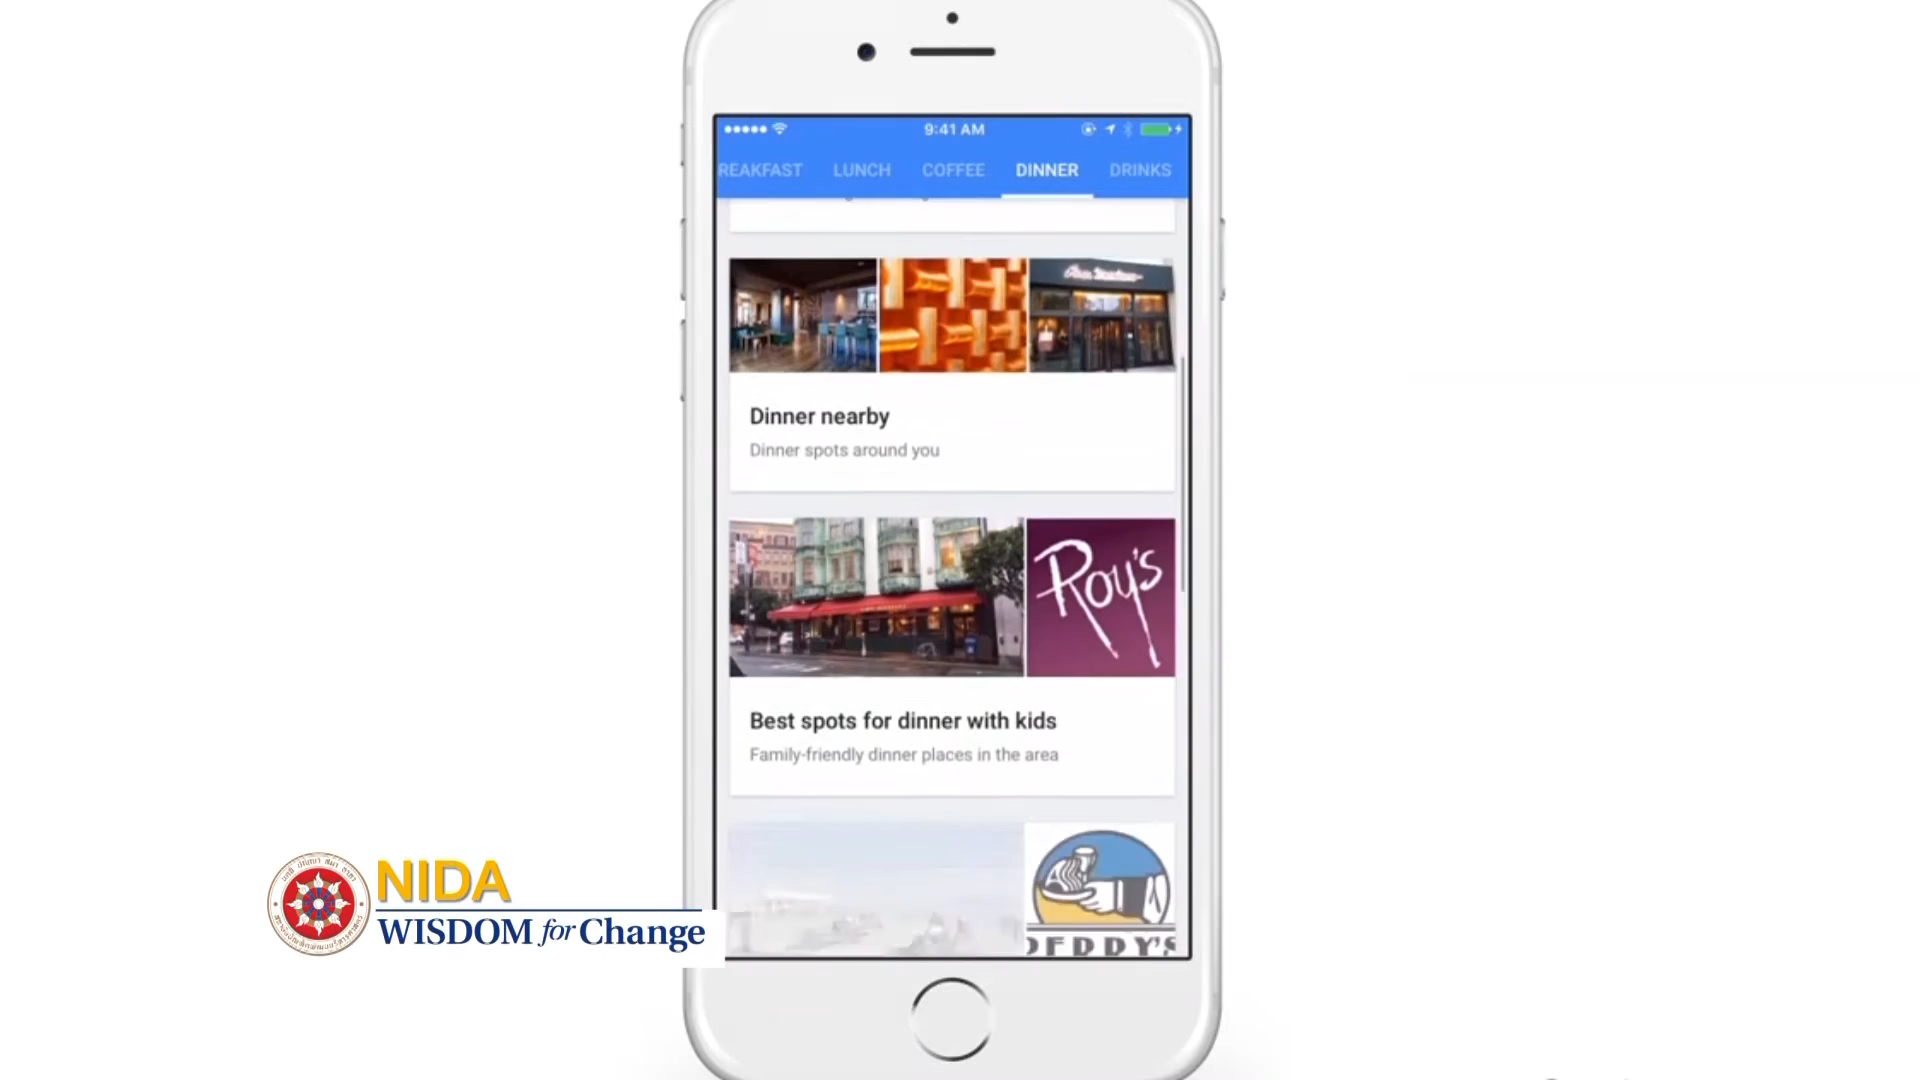 9:41 AM
REAKFAST LUNCH COFFEE DINNER DRINKS
Dinner nearby
Dinner spots around you
Roy's
Best spots for dinner with kids
Family-friendly dinner places in the area
NIDA
WISDOM for Change